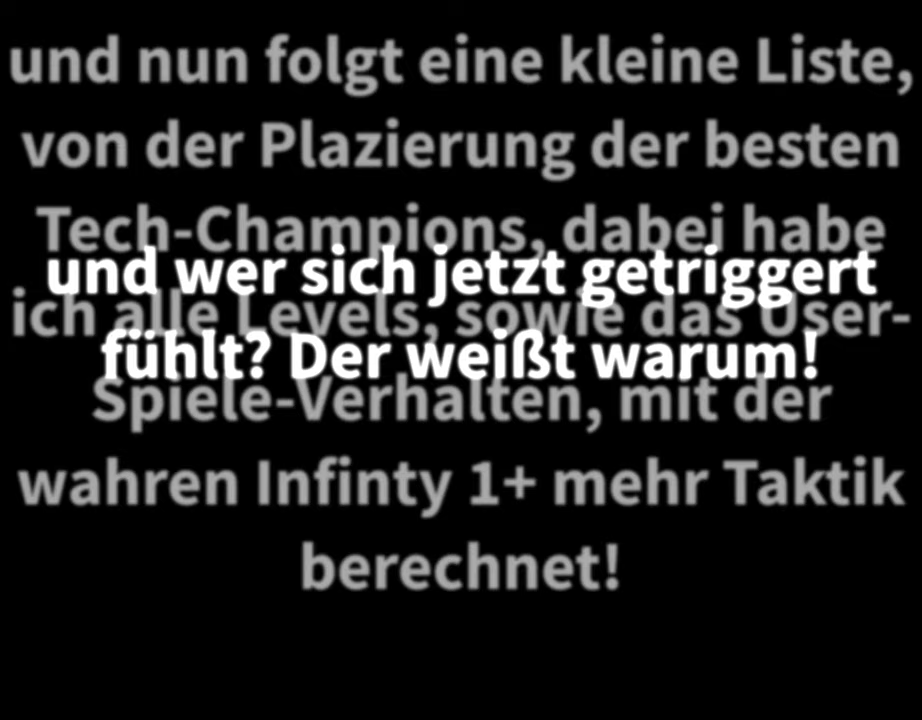 und nun folgt eine kleine Liste,
von der Plazierung der besten
Tech-Champions, dabei habe
und wer sich jetzt getriggert
ich alle Levels, sowie das User-
fühlt? Der weißt warum!
Spiele-Verhalten, mit der
wahren Infinty 1+ mehr Taktik
berechnet!